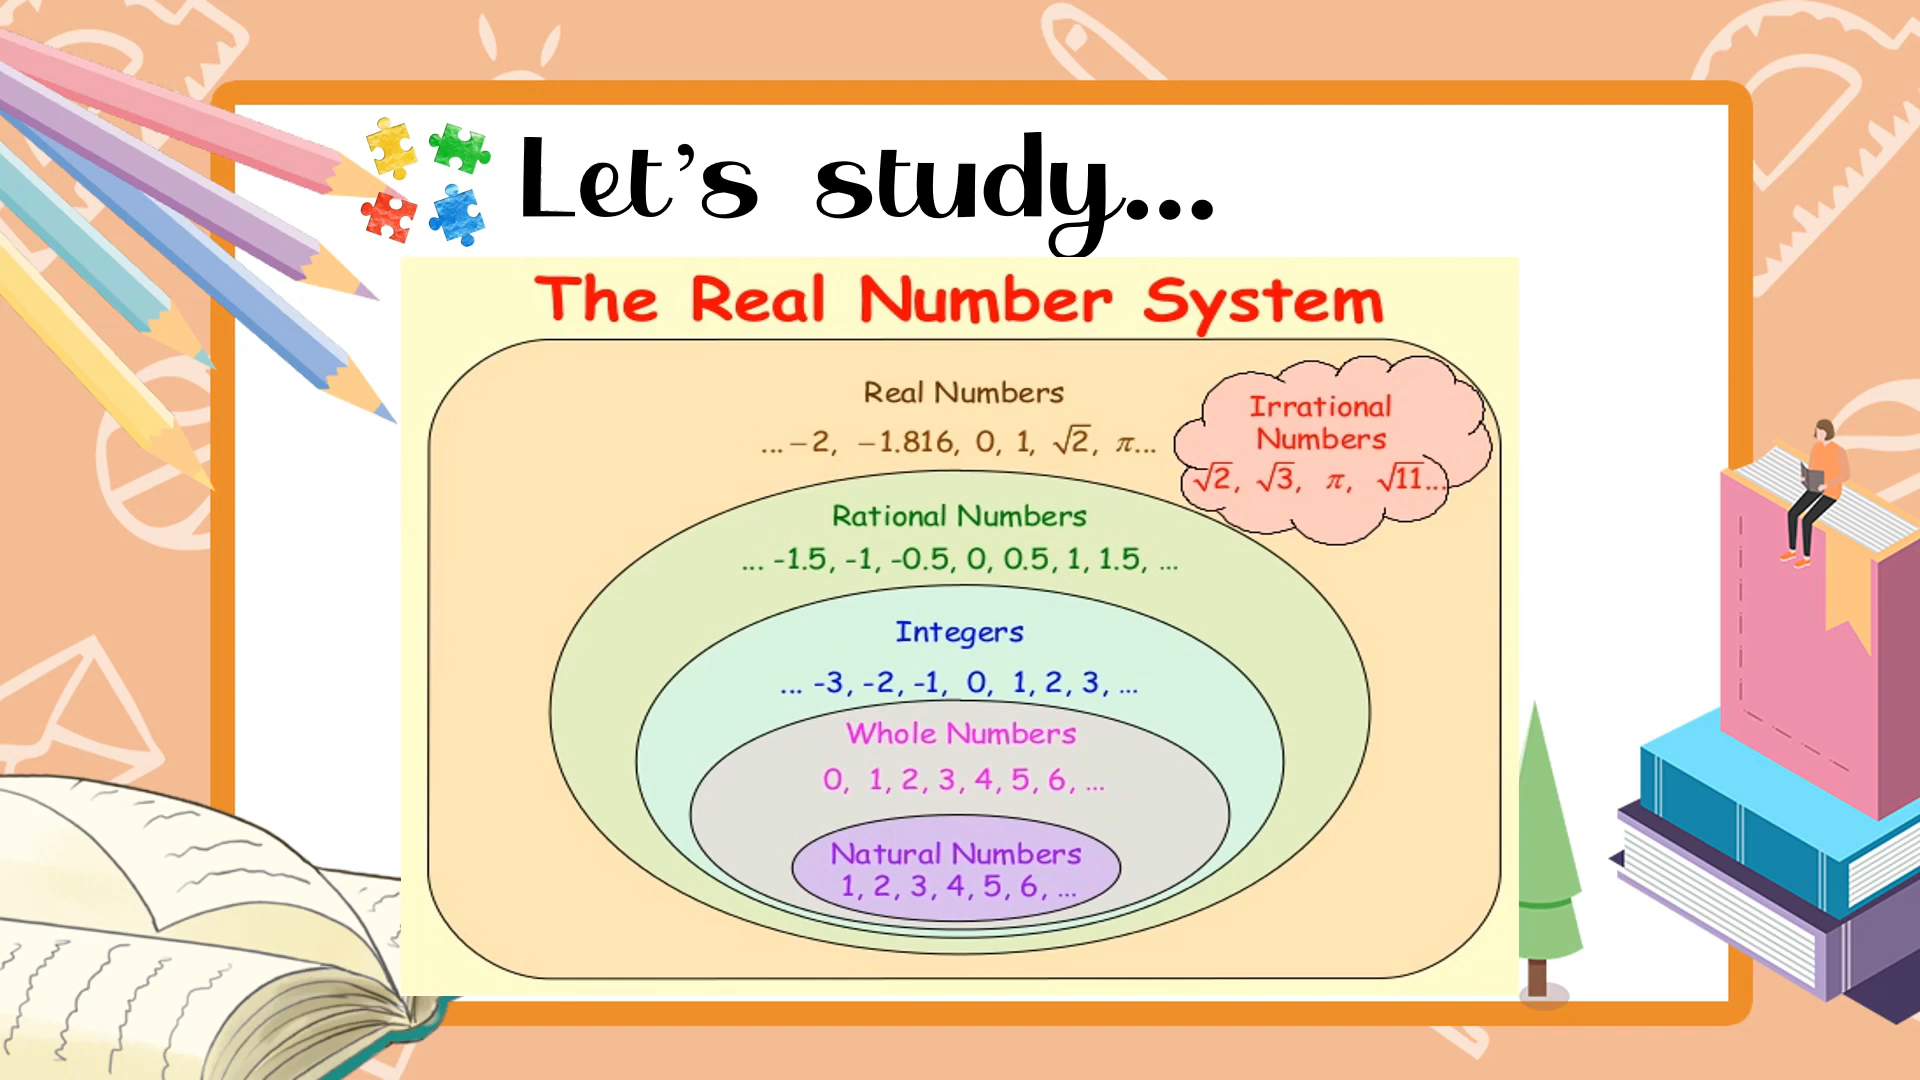 Let's study...
The Real Number System
Real Numbers
...−2, −1.816, 0, 1, √2, π...
Irrational
Numbers
√2, √3, π, √11...
Rational Numbers
... -1.5, -1, -0.5, 0, 0.5, 1, 1.5, ...
Integers
... -3, -2, -1, 0, 1, 2, 3, ...
Whole Numbers
0, 1, 2, 3, 4, 5, 6, ...
Natural Numbers
1, 2, 3, 4, 5, 6, ...